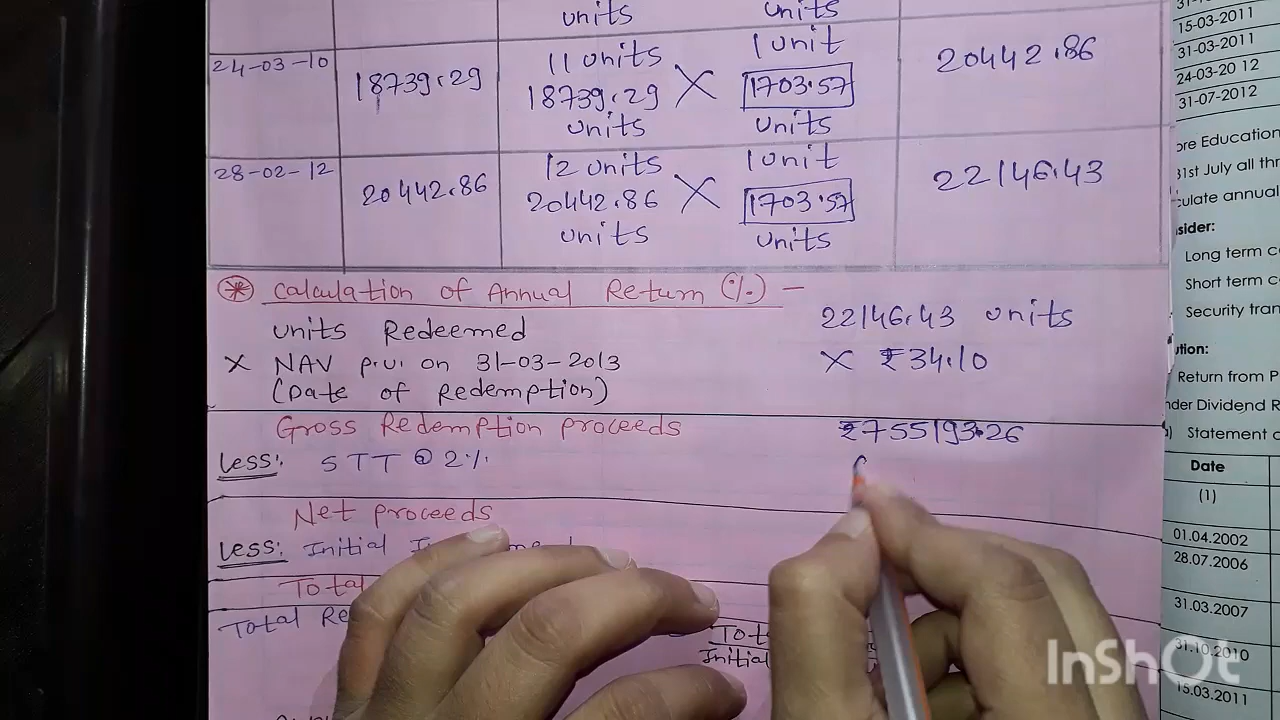 units units
24-03-10 18739.29 11 units 1 unit 20442.86
18739.29 X 1703.57
units units
28-02-12 20442.86 12 units 1 unit 22146.43
20442.86 X 1703.57
units units
* Calculation of Annual Return (%) -
units Redeemed 22146.43 units
X NAV p.u. on 31-03-2013 X ₹34.10
(Date of Redemption)
Gross Redemption proceeds ₹755193.26
Less: STT @ 2%
Net proceeds
Less: Initial
Total
Total Re
Initial
15-03-2011
31-03-2011
24-03-20 12
31-07-2012
ore Education
31st July all thr
culate annual
sider:
Long term c
Short term c
Security tran
ution:
Return from P
nder Dividend R
Statement o
Date
(1)
01.04.2002
28.07.2006
31.03.2007
31.10.2010
15.03.2011
InShOt